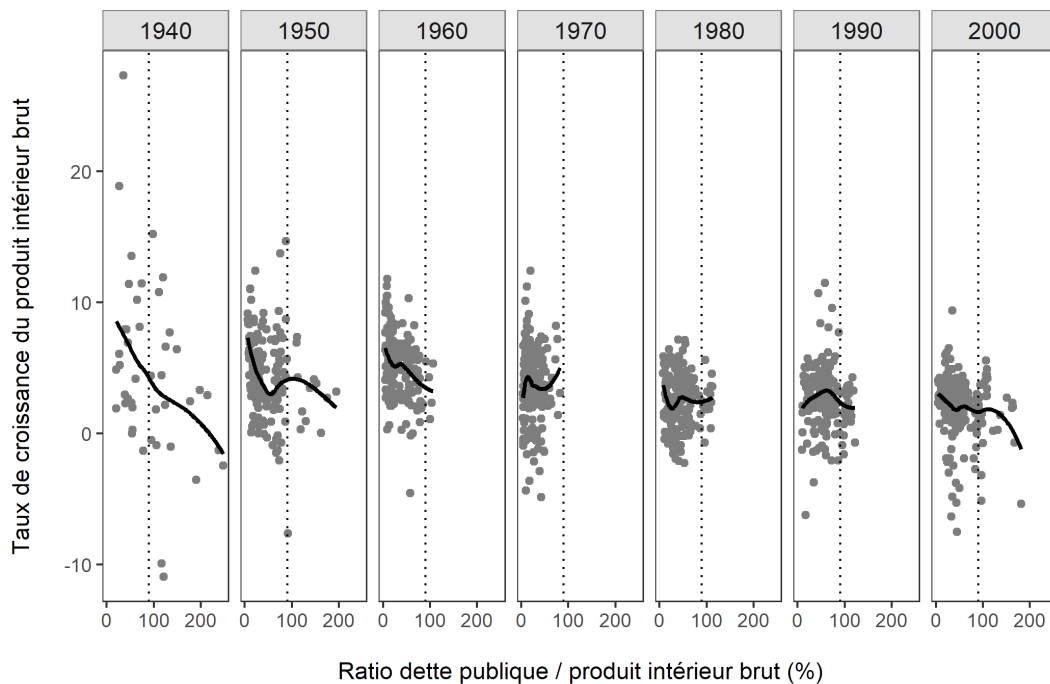 1940 1950 1960 1970 1980 1990 2000
Taux de croissance du produit intérieur brut
20
10
0
-10
0 100 200 0 100 200 0 100 200 0 100 200 0 100 200 0 100 200 0 100 200
Ratio dette publique / produit intérieur brut (%)